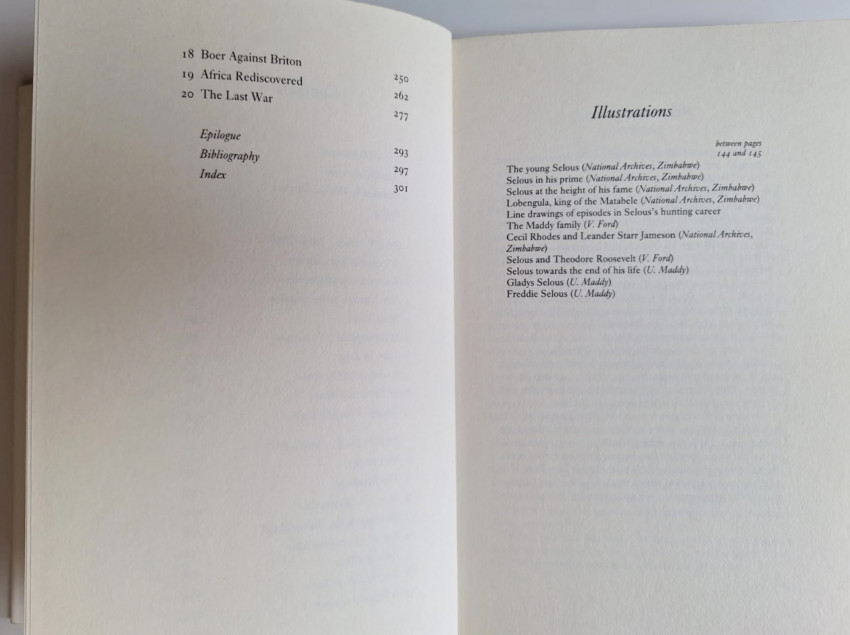 18 Boer Against Briton 250
19 Africa Rediscovered 262
20 The Last War 277
Epilogue 293
Bibliography 297
Index 301
Illustrations
between pages
144 and 145
The young Selous (National Archives, Zimbabwe)
Selous in his prime (National Archives, Zimbabwe)
Selous at the height of his fame (National Archives, Zimbabwe)
Lobengula, king of the Matabele (National Archives, Zimbabwe)
Line drawings of episodes in Selous's hunting career
The Maddy family (V. Ford)
Cecil Rhodes and Leander Starr Jameson (National Archives,
Zimbabwe)
Selous and Theodore Roosevelt (V. Ford)
Selous towards the end of his life (U. Maddy)
Gladys Selous (U. Maddy)
Freddie Selous (U. Maddy)